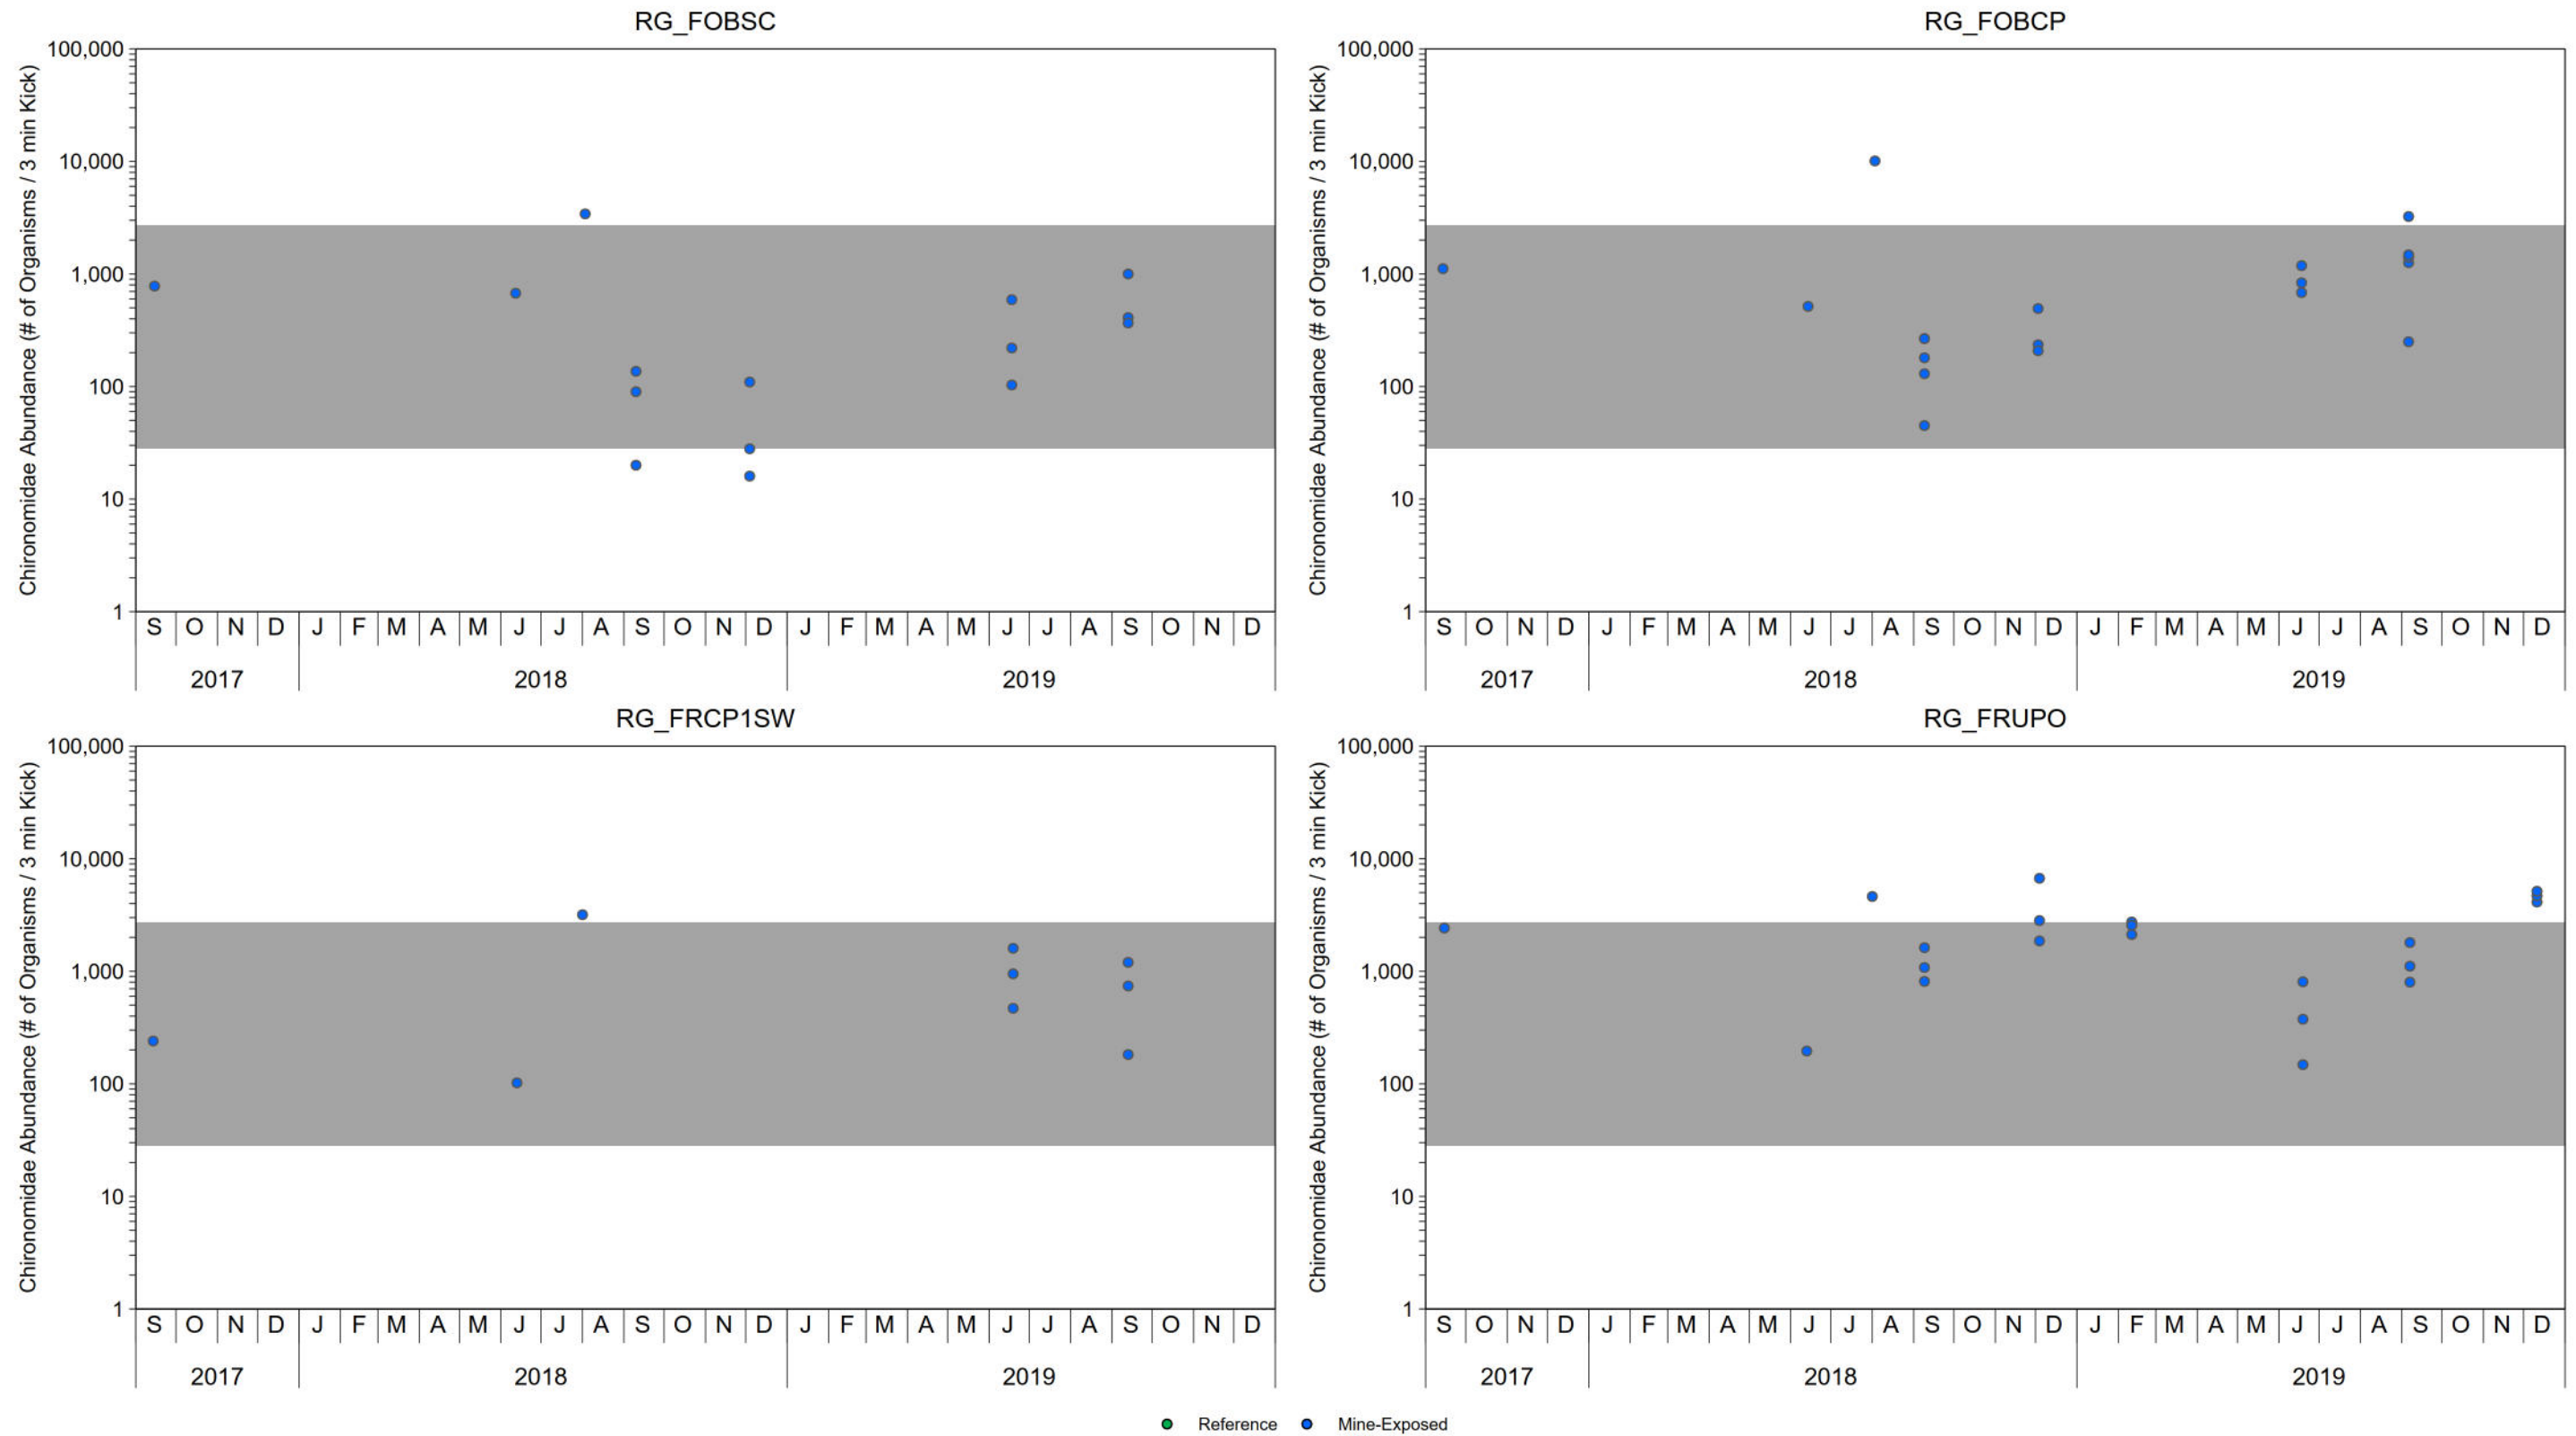 RG_FOBSC
Chironomidae Abundance (# of Organisms / 3 min Kick)
100,000
10,000
1,000
100
10
1
S O N D J F M A M J J A S O N D J F M A M J J A S O N D
2017 2018 2019
RG_FOBCP
Chironomidae Abundance (# of Organisms / 3 min Kick)
100,000
10,000
1,000
100
10
1
S O N D J F M A M J J A S O N D J F M A M J J A S O N D
2017 2018 2019
RG_FRCP1SW
Chironomidae Abundance (# of Organisms / 3 min Kick)
100,000
10,000
1,000
100
10
1
S O N D J F M A M J J A S O N D J F M A M J J A S O N D
2017 2018 2019
RG_FRUPO
Chironomidae Abundance (# of Organisms / 3 min Kick)
100,000
10,000
1,000
100
10
1
S O N D J F M A M J J A S O N D J F M A M J J A S O N D
2017 2018 2019
Reference Mine-Exposed